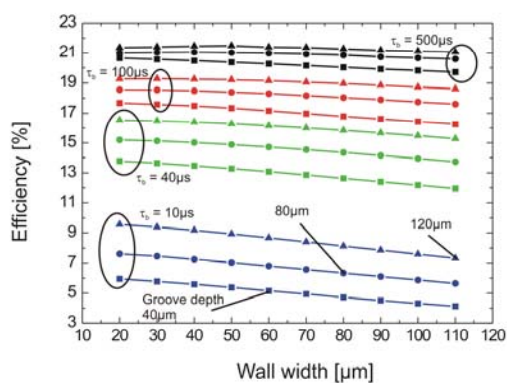 23
21
19
17
15
13
11
9
7
5
3
Efficiency [%]
τb = 500µs
τb = 100µs
τb = 40µs
τb = 10µs
80µm
120µm
Groove depth
40µm
10 20 30 40 50 60 70 80 90 100 110 120
Wall width [µm]